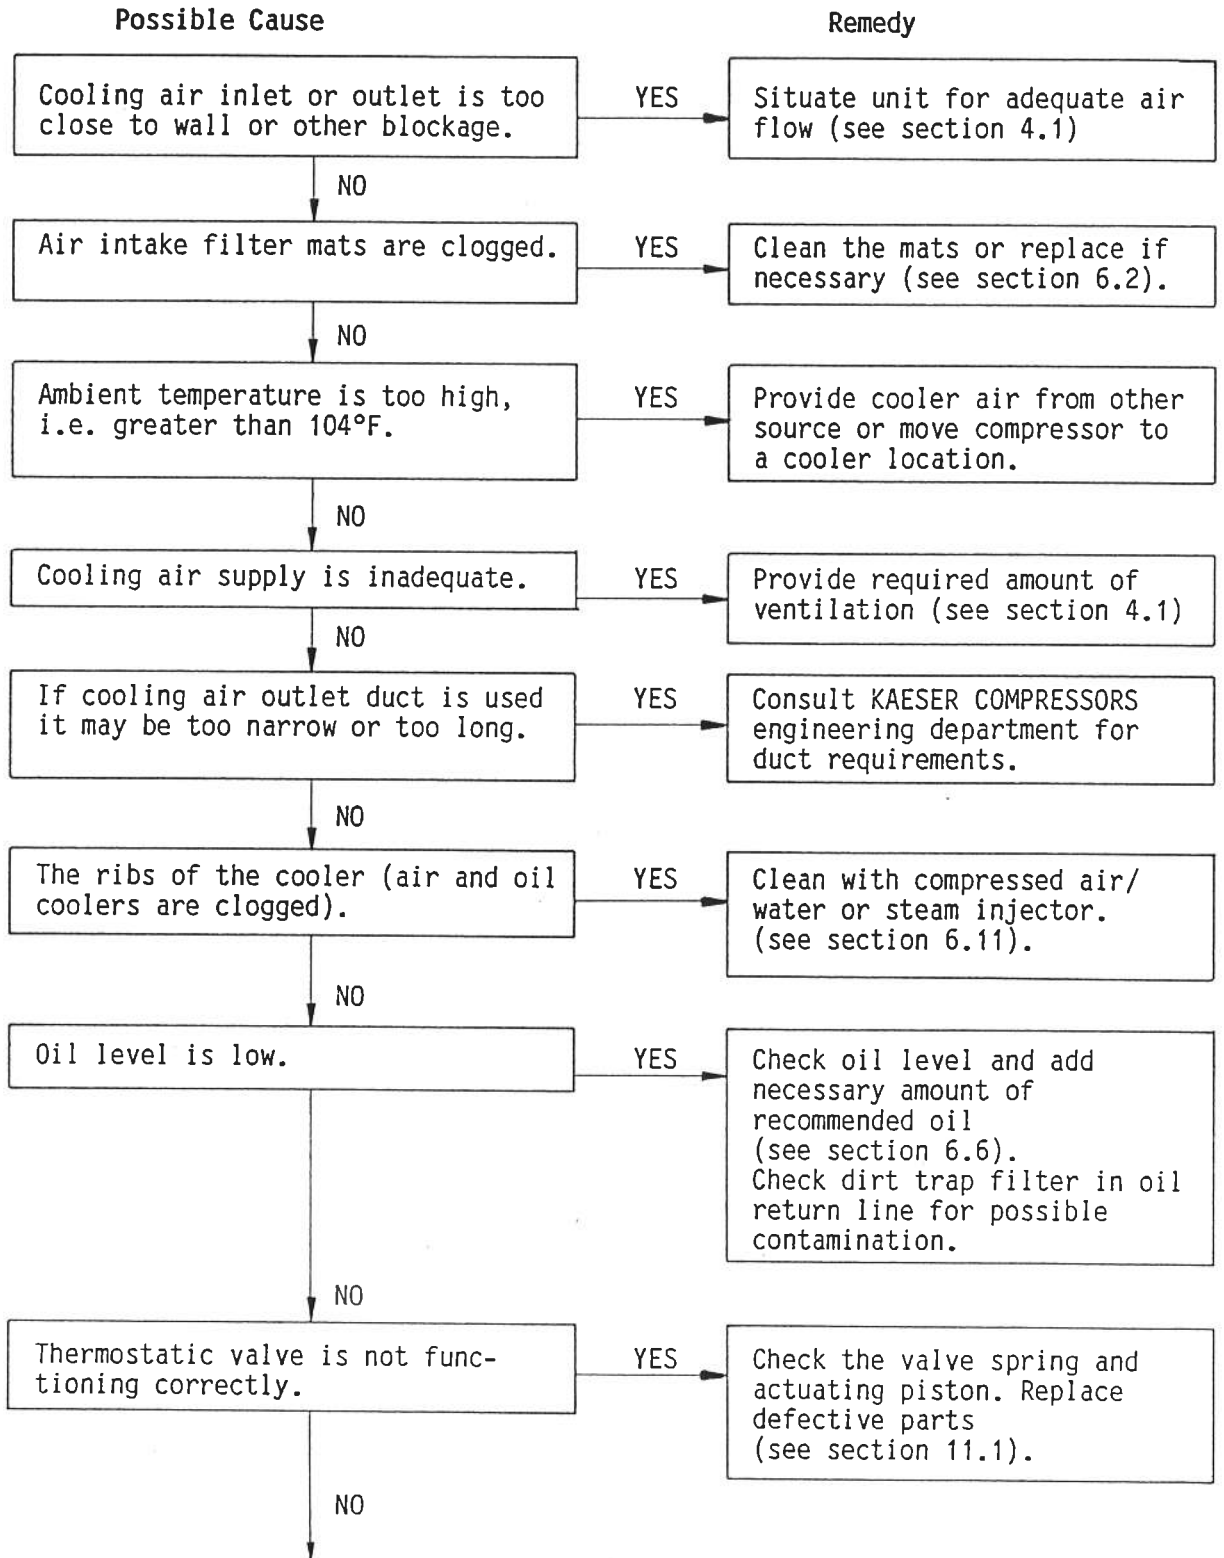 Possible Cause
Remedy
Cooling air inlet or outlet is too
close to wall or other blockage.
YES
Situate unit for adequate air
flow (see section 4.1)
NO
Air intake filter mats are clogged.
YES
Clean the mats or replace if
necessary (see section 6.2).
NO
Ambient temperature is too high,
i.e. greater than 104°F.
YES
Provide cooler air from other
source or move compressor to
a cooler location.
NO
Cooling air supply is inadequate.
YES
Provide required amount of
ventilation (see section 4.1)
NO
If cooling air outlet duct is used
it may be too narrow or too long.
YES
Consult KAESER COMPRESSORS
engineering department for
duct requirements.
NO
The ribs of the cooler (air and oil
coolers are clogged).
YES
Clean with compressed air/
water or steam injector.
(see section 6.11).
NO
Oil level is low.
YES
Check oil level and add
necessary amount of
recommended oil
(see section 6.6).
Check dirt trap filter in oil
return line for possible
contamination.
NO
Thermostatic valve is not func-
tioning correctly.
YES
Check the valve spring and
actuating piston. Replace
defective parts
(see section 11.1).
NO